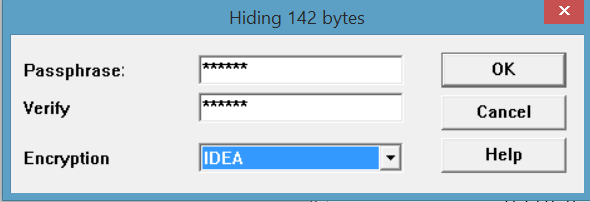 Hiding 142 bytes
Passphrase: ****** OK
Verify ****** Cancel
Encryption IDEA Help